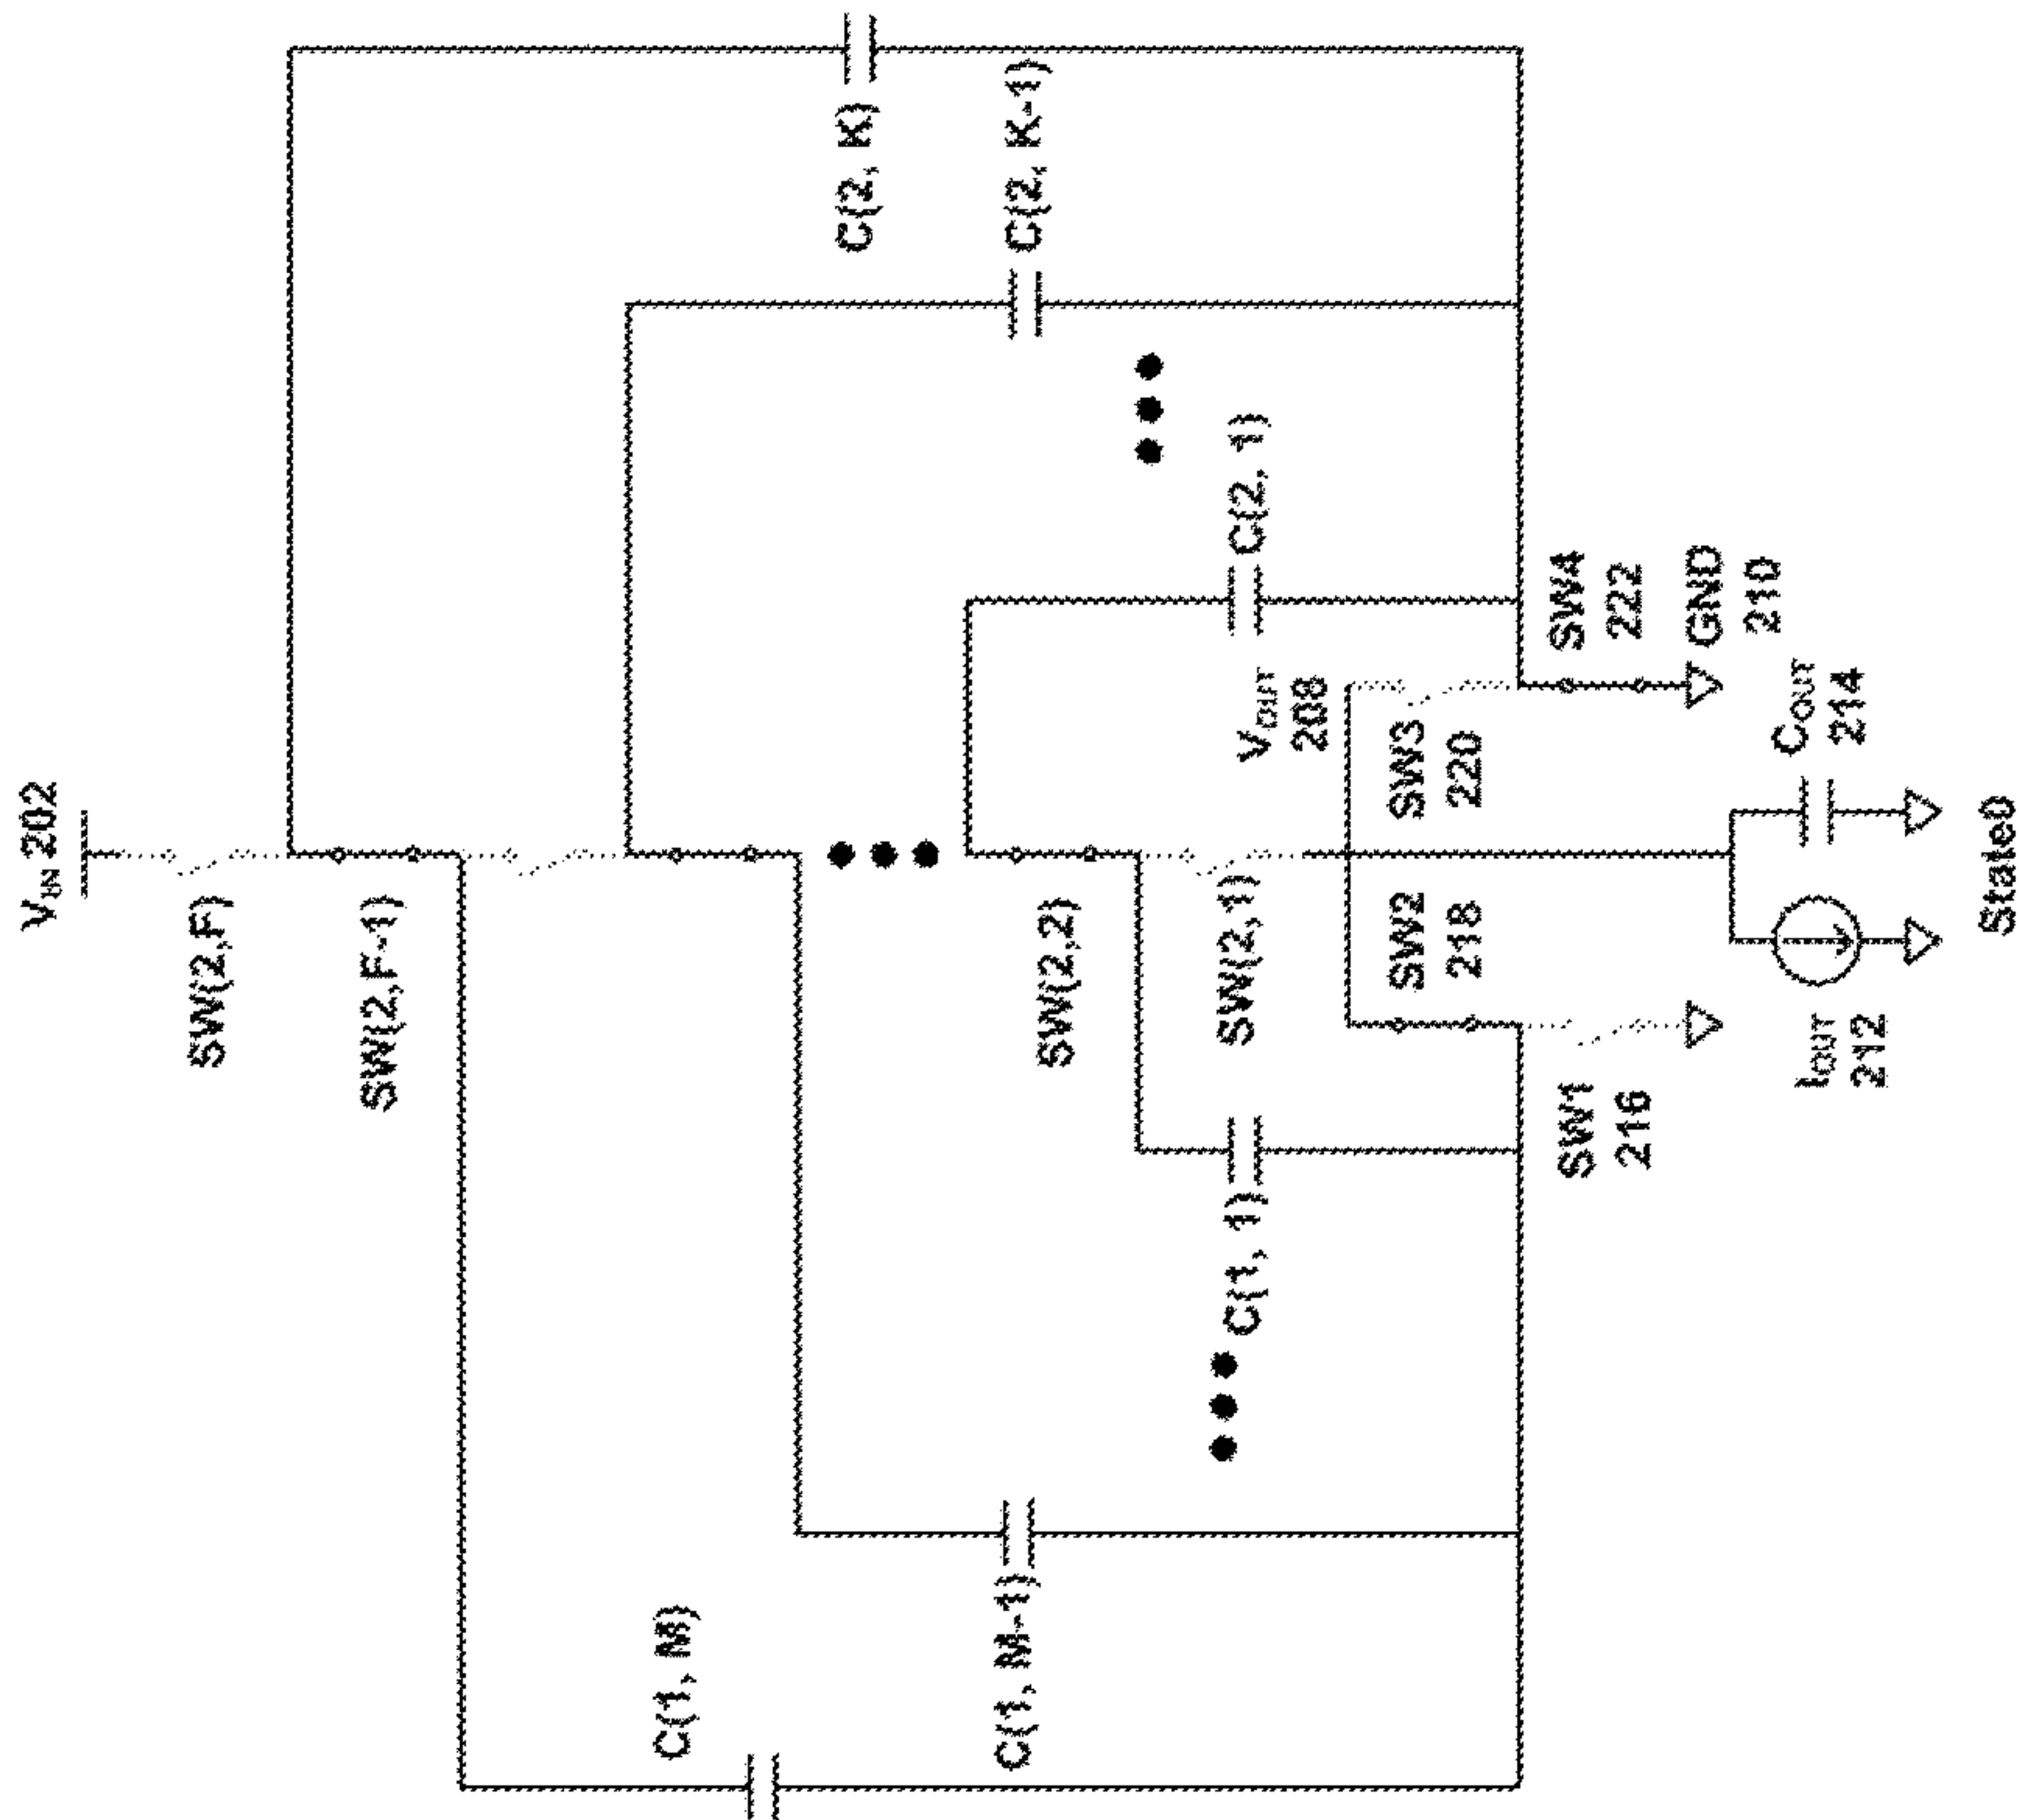 V_IN 202
SW(2,F)
SW(2,F-1)
C(2, K)
C(2, K-1)
C(1, M)
C(1, M-1)
SW(2,2)
C(2, 1)
C(1, 1)
SW(2,1)
V_OUT
208
SW2
218
SW3
220
SW1
216
SW4
222
GND
210
I_OUT
212
C_OUT
214
State0